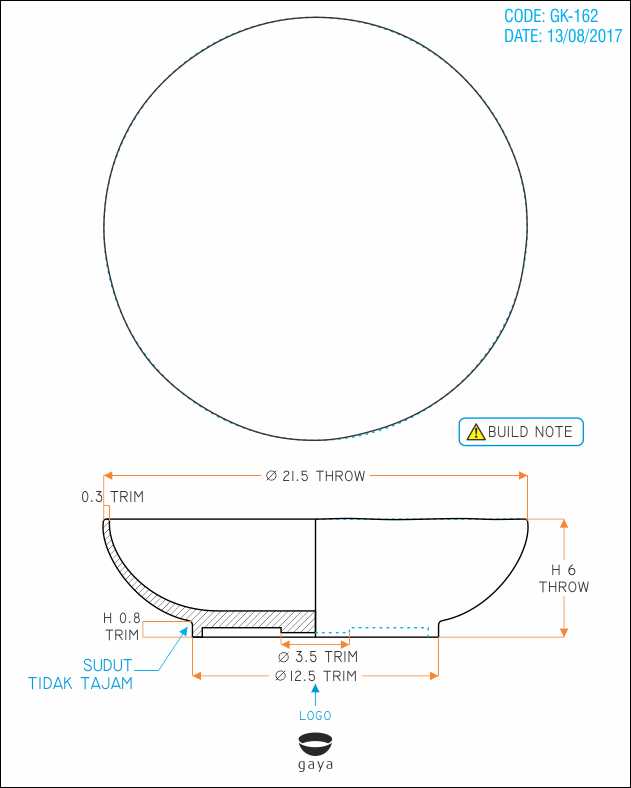 CODE: GK-162
DATE: 13/08/2017
BUILD NOTE
Ø 21.5 THROW
0.3 TRIM
H 6
THROW
H 0.8
TRIM
Ø 3.5 TRIM
SUDUT
TIDAK TAJAM
Ø12.5 TRIM
LOGO
gaya